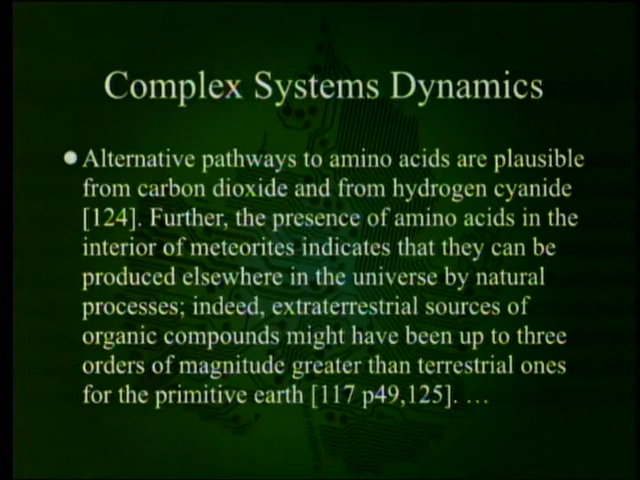 Complex Systems Dynamics
Alternative pathways to amino acids are plausible
from carbon dioxide and from hydrogen cyanide
[124]. Further, the presence of amino acids in the
interior of meteorites indicates that they can be
produced elsewhere in the universe by natural
processes; indeed, extraterrestrial sources of
organic compounds might have been up to three
orders of magnitude greater than terrestrial ones
for the primitive earth [117 p49,125]. …